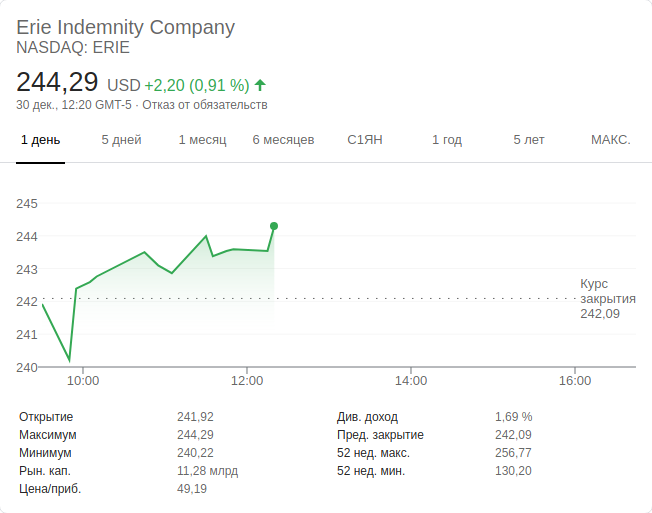 Erie Indemnity Company
NASDAQ: ERIE
244,29 USD +2,20 (0,91 %)
30 дек., 12:20 GMT-5 · Отказ от обязательств
1 день 5 дней 1 месяц 6 месяцев С1ЯН 1 год 5 лет МАКС.
245
244
243
242
241
240
Курс
закрытия
242,09
10:00 12:00 14:00 16:00
Открытие 241,92
Максимум 244,29
Минимум 240,22
Рын. кап. 11,28 млрд
Цена/приб. 49,19
Див. доход 1,69 %
Пред. закрытие 242,09
52 нед. макс. 256,77
52 нед. мин. 130,20